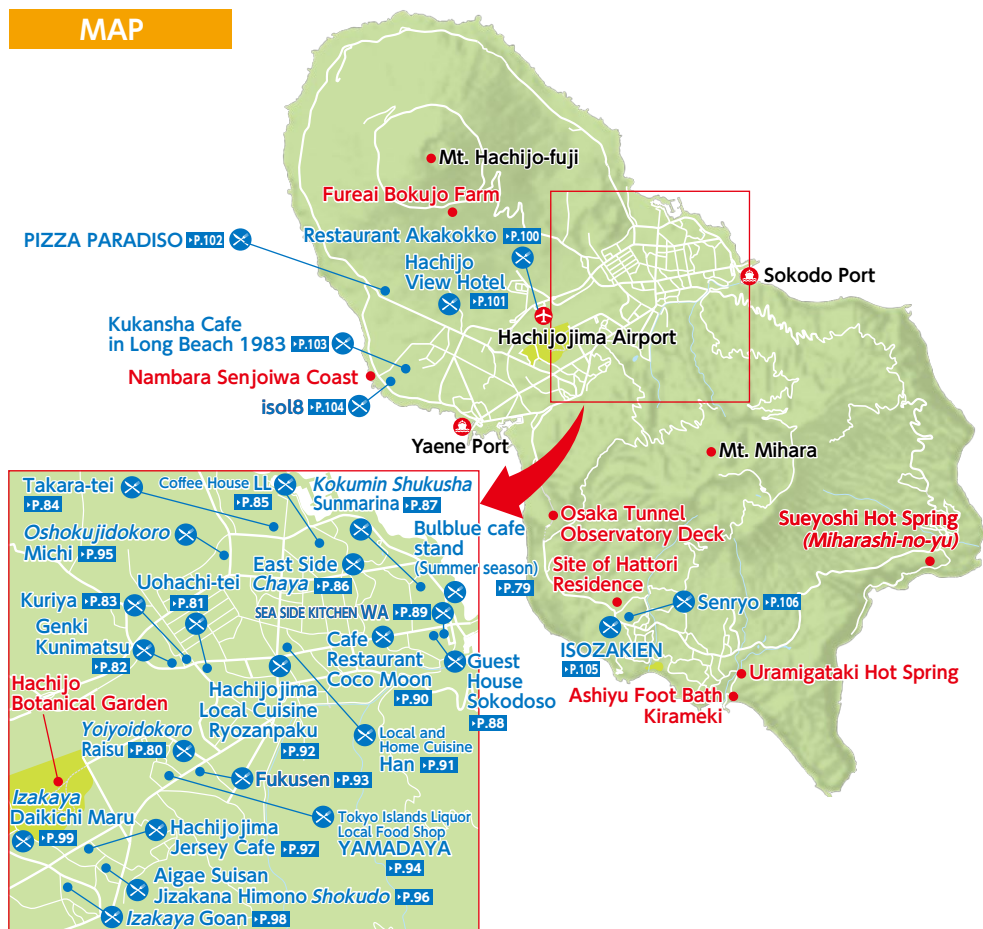 MAP
Mt. Hachijo-fuji
Fureai Bokujo Farm
PIZZA PARADISO ▸P.102
Restaurant Akakokko ▸P.100
Hachijo
View Hotel
▸P.101
Sokodo Port
Hachijojima Airport
Kukansha Cafe
in Long Beach 1983 ▸P.103
Nambara Senjoiwa Coast
isol8 ▸P.104
Yaene Port
Mt. Mihara
Osaka Tunnel
Observatory Deck
Sueyoshi Hot Spring
(Miharashi-no-yu)
Site of Hattori
Residence
Senryo ▸P.106
ISOZAKIEN
▸P.105
Uramigataki Hot Spring
Ashiyu Foot Bath
Kirameki
Takara-tei
▸P.84
Coffee House LL
▸P.85
Kokumin Shukusha
Sunmarina ▸P.87
Oshokujidokoro
Michi ▸P.95
Bulblue cafe
stand
(Summer season)
▸P.79
East Side
Chaya ▸P.86
Uohachi-tei
▸P.81
Kuriya ▸P.83
SEA SIDE KITCHEN WA ▸P.89
Genki
Kunimatsu
▸P.82
Cafe
Restaurant
Coco Moon
▸P.90
Guest
House
Sokodoso
▸P.88
Hachijo
Botanical Garden
Hachijojima
Local Cuisine
Ryozanpaku
▸P.92
Local and
Home Cuisine
Han ▸P.91
Yoiyoidokoro
Raisu ▸P.80
Fukusen ▸P.93
Izakaya
Daikichi Maru
▸P.99
Tokyo Islands Liquor
Local Food Shop
YAMADAYA
▸P.94
Hachijojima
Jersey Cafe ▸P.97
Aigae Suisan
Jizakana Himono Shokudo ▸P.96
Izakaya Goan ▸P.98